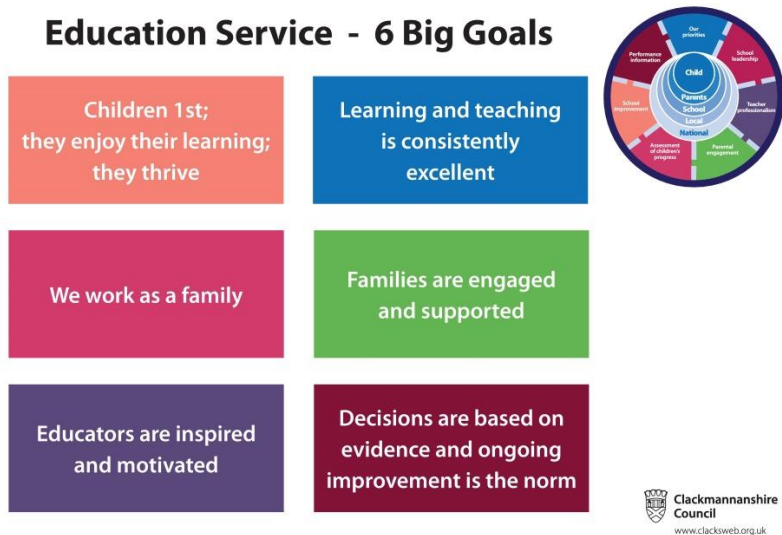 Education Service - 6 Big Goals
Children 1st;
they enjoy their learning;
they thrive
Learning and teaching
is consistently
excellent
We work as a family
Families are engaged
and supported
Educators are inspired
and motivated
Decisions are based on
evidence and ongoing
improvement is the norm
Our
priorities
School
leadership
Teacher
professionalism
Parental
engagement
Assessment
of children's
progress
School
improvement
Performance
information
Child
Parents
School
Local
National
Clackmannanshire
Council
www.clacksweb.org.uk